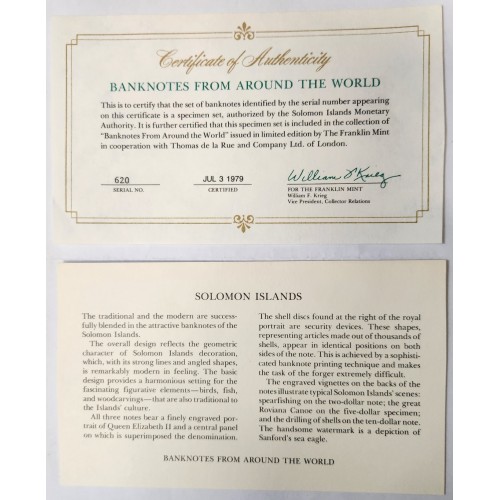 Certificate of Authenticity
BANKNOTES FROM AROUND THE WORLD
This is to certify that the set of banknotes identified by the serial number appearing
on this certificate is a specimen set, authorized by the Solomon Islands Monetary
Authority. It is further certified that this specimen set is included in the collection of
"Banknotes From Around the World" issued in limited edition by The Franklin Mint
in cooperation with Thomas de la Rue and Company Ltd. of London.
620
SERIAL NO.
JUL 3 1979
CERTIFIED
William F. Krieg
FOR THE FRANKLIN MINT
William F. Krieg
Vice President, Collector Relations
SOLOMON ISLANDS
The traditional and the modern are success-
fully blended in the attractive banknotes of the
Solomon Islands.
The overall design reflects the geometric
character of Solomon Islands decoration,
which, with its strong lines and angled shapes,
is remarkably modern in feeling. The basic
design provides a harmonious setting for the
fascinating figurative elements—birds, fish,
and woodcarvings—that are also traditional to
the Islands' culture.
All three notes bear a finely engraved por-
trait of Queen Elizabeth II and a central panel
on which is superimposed the denomination.
The shell discs found at the right of the royal
portrait are security devices. These shapes,
representing articles made out of thousands of
shells, appear in identical positions on both
sides of the note. This is achieved by a sophisti-
cated banknote printing technique and makes
the task of the forger extremely difficult.
The engraved vignettes on the backs of the
notes illustrate typical Solomon Islands' scenes:
spearfishing on the two-dollar note; the great
Roviana Canoe on the five-dollar specimen;
and the drilling of shells on the ten-dollar note.
The handsome watermark is a depiction of
Sanford's sea eagle.
BANKNOTES FROM AROUND THE WORLD